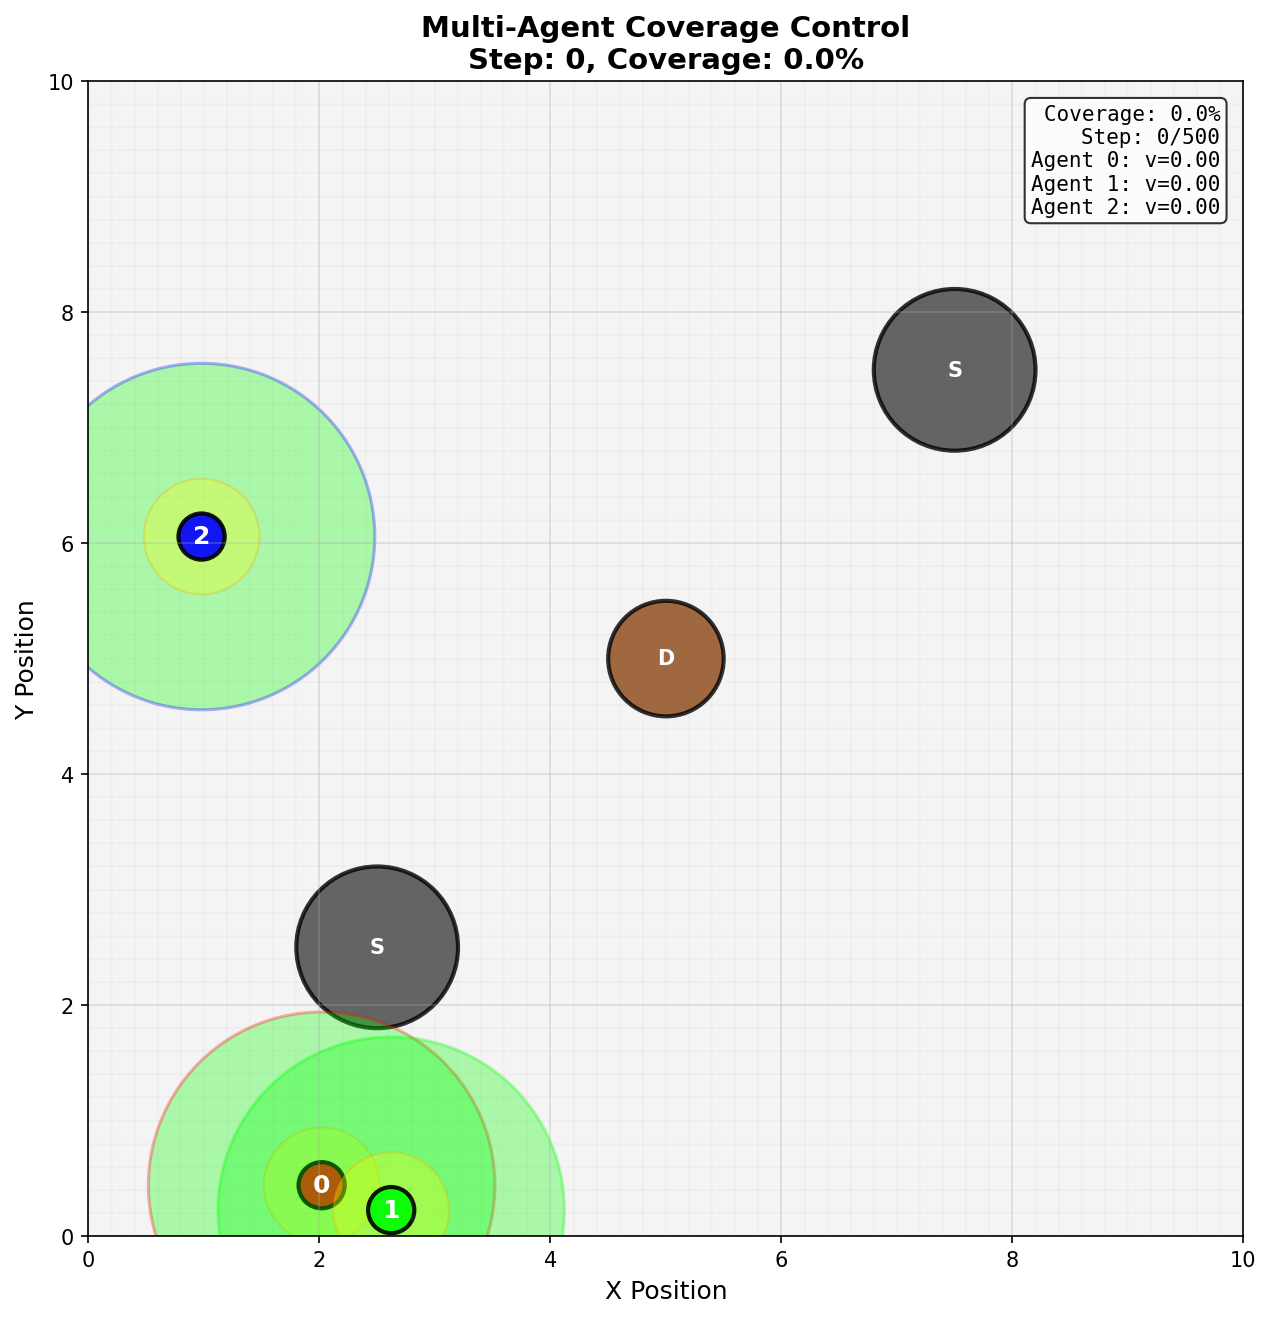 Multi-Agent Coverage Control
Step: 0, Coverage: 0.0%
Coverage: 0.0%
Step: 0/500
Agent 0: v=0.00
Agent 1: v=0.00
Agent 2: v=0.00
10
8
6
4
2
0
Y Position
S
2
D
S
0
1
0
2
4
6
8
10
X Position